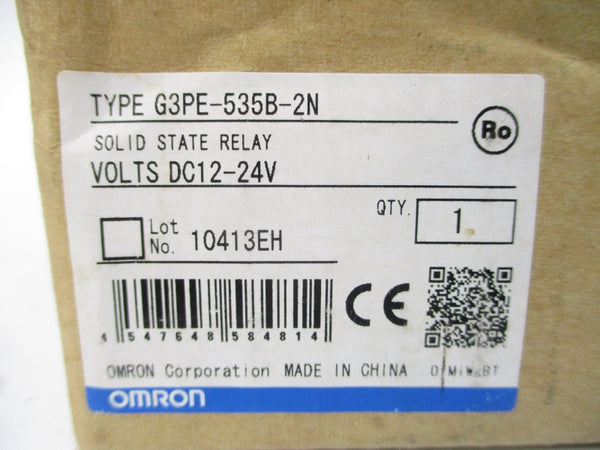 TYPE G3PE-535B-2N
SOLID STATE RELAY
Ro
VOLTS DC12-24V
QTY. 1
Lot
No. 10413EH
CE
4 547648 584814
OMRON Corporation MADE IN CHINA
OMRON